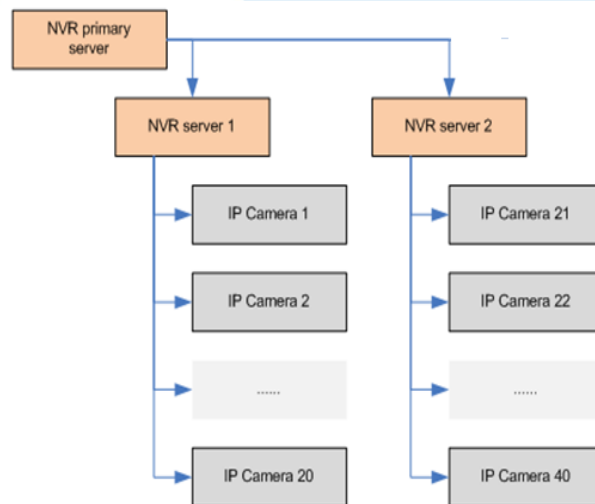 NVR primary
server
NVR server 1
NVR server 2
IP Camera 1
IP Camera 21
IP Camera 2
IP Camera 22
......
......
IP Camera 20
IP Camera 40